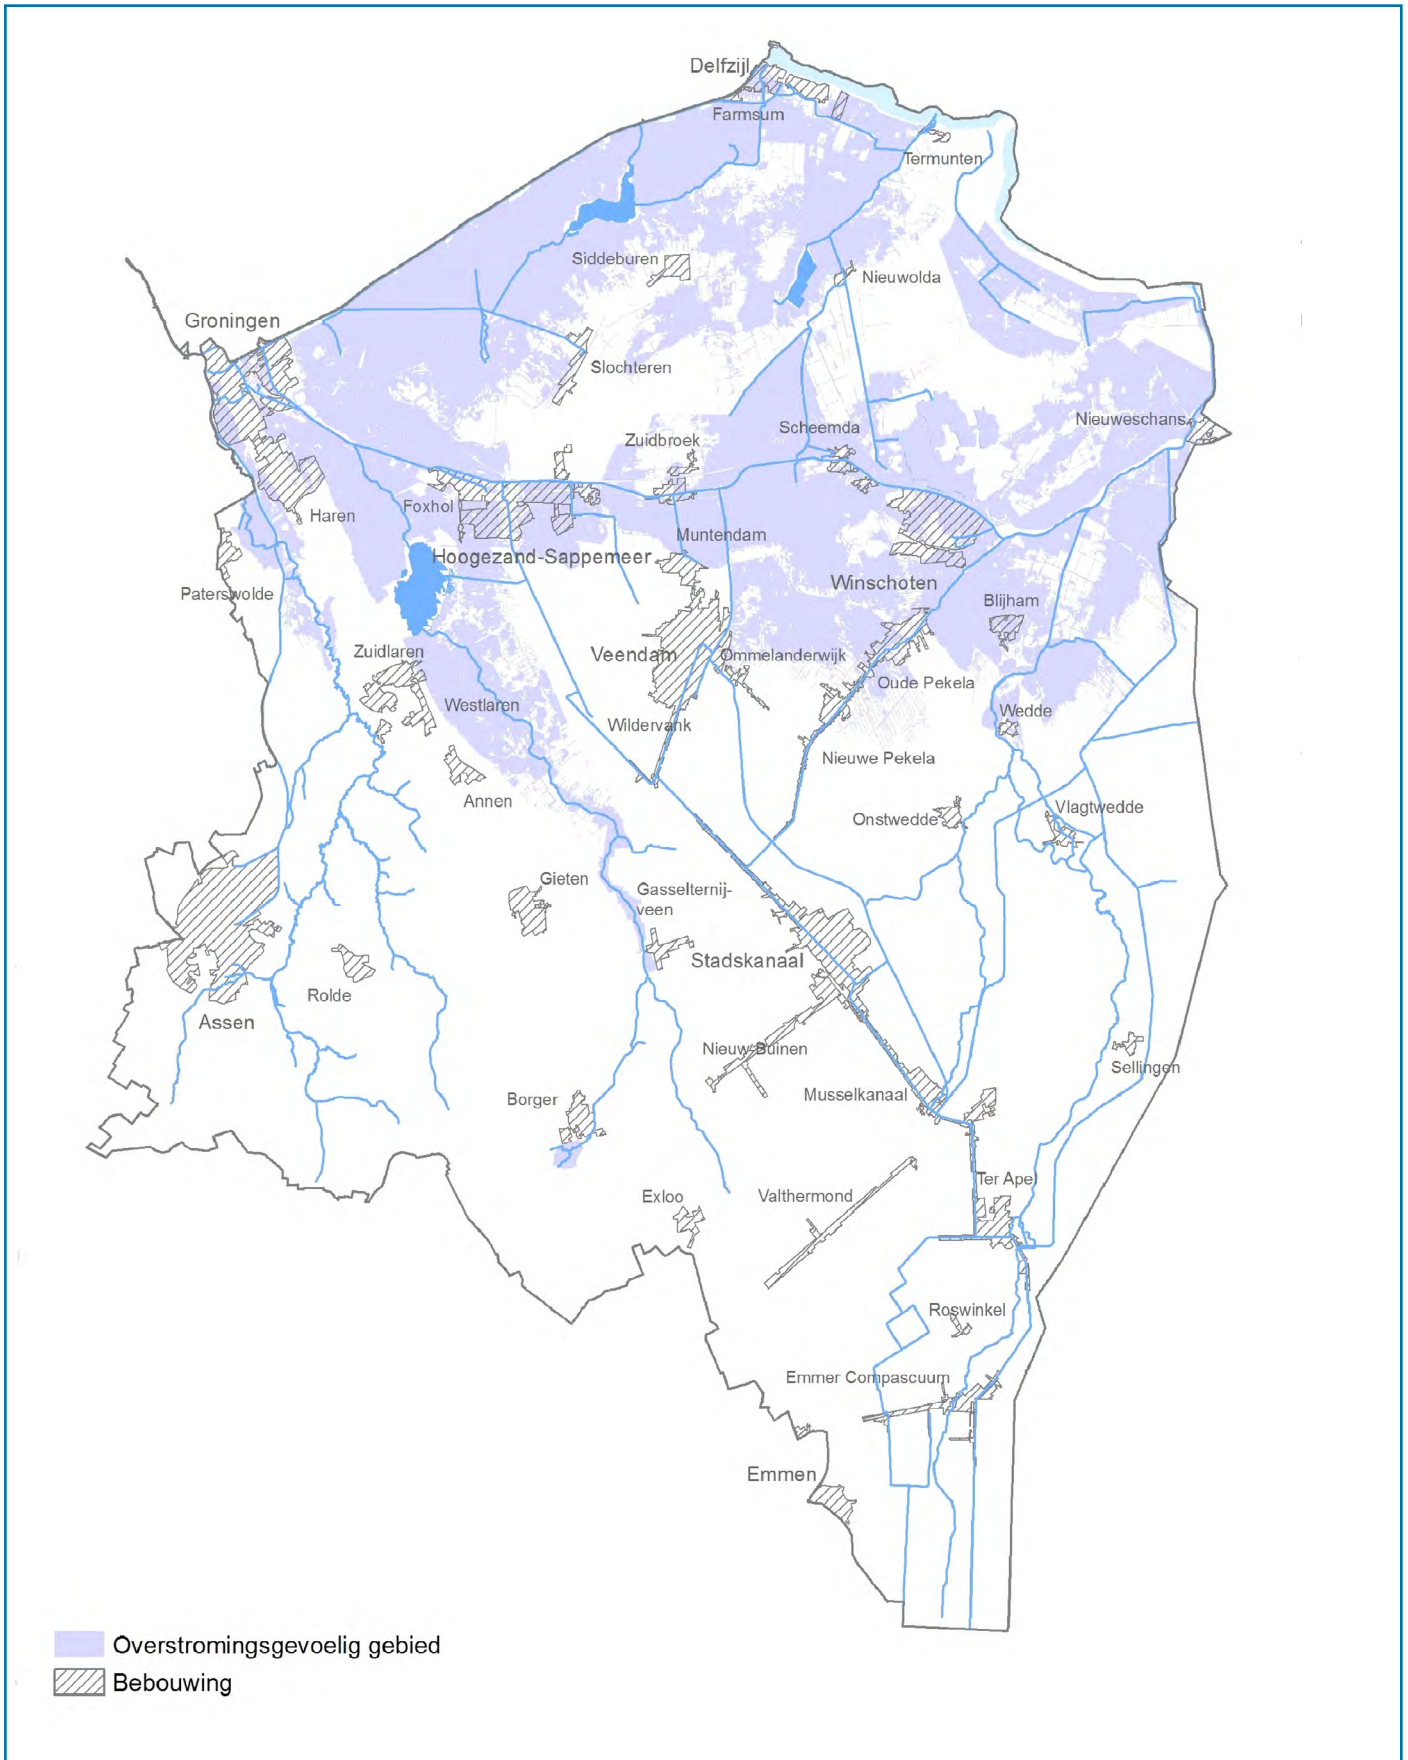 Delfzijl
Farmsum
Termunten
Siddeburen
Nieuwolda
Groningen
Slochteren
Nieuweschans
Scheemda
Zuidbroek
Foxhol
Haren
Muntendam
Hoogezand-Sappemeer
Winschoten
Paterswolde
Blijham
Zuidlaren
Veendam
Ommelanderwijk
Oude Pekela
Westlaren
Wedde
Wildervank
Nieuwe Pekela
Annen
Vlagtwedde
Onstwedde
Gieten
Gasselternij-
veen
Stadskanaal
Rolde
Assen
Nieuw-Buinen
Sellingen
Musselkanaal
Borger
Ter Apel
Exloo
Valthermond
Roswinkel
Emmer Compascuum
Emmen
Overstromingsgevoelig gebied
Bebouwing